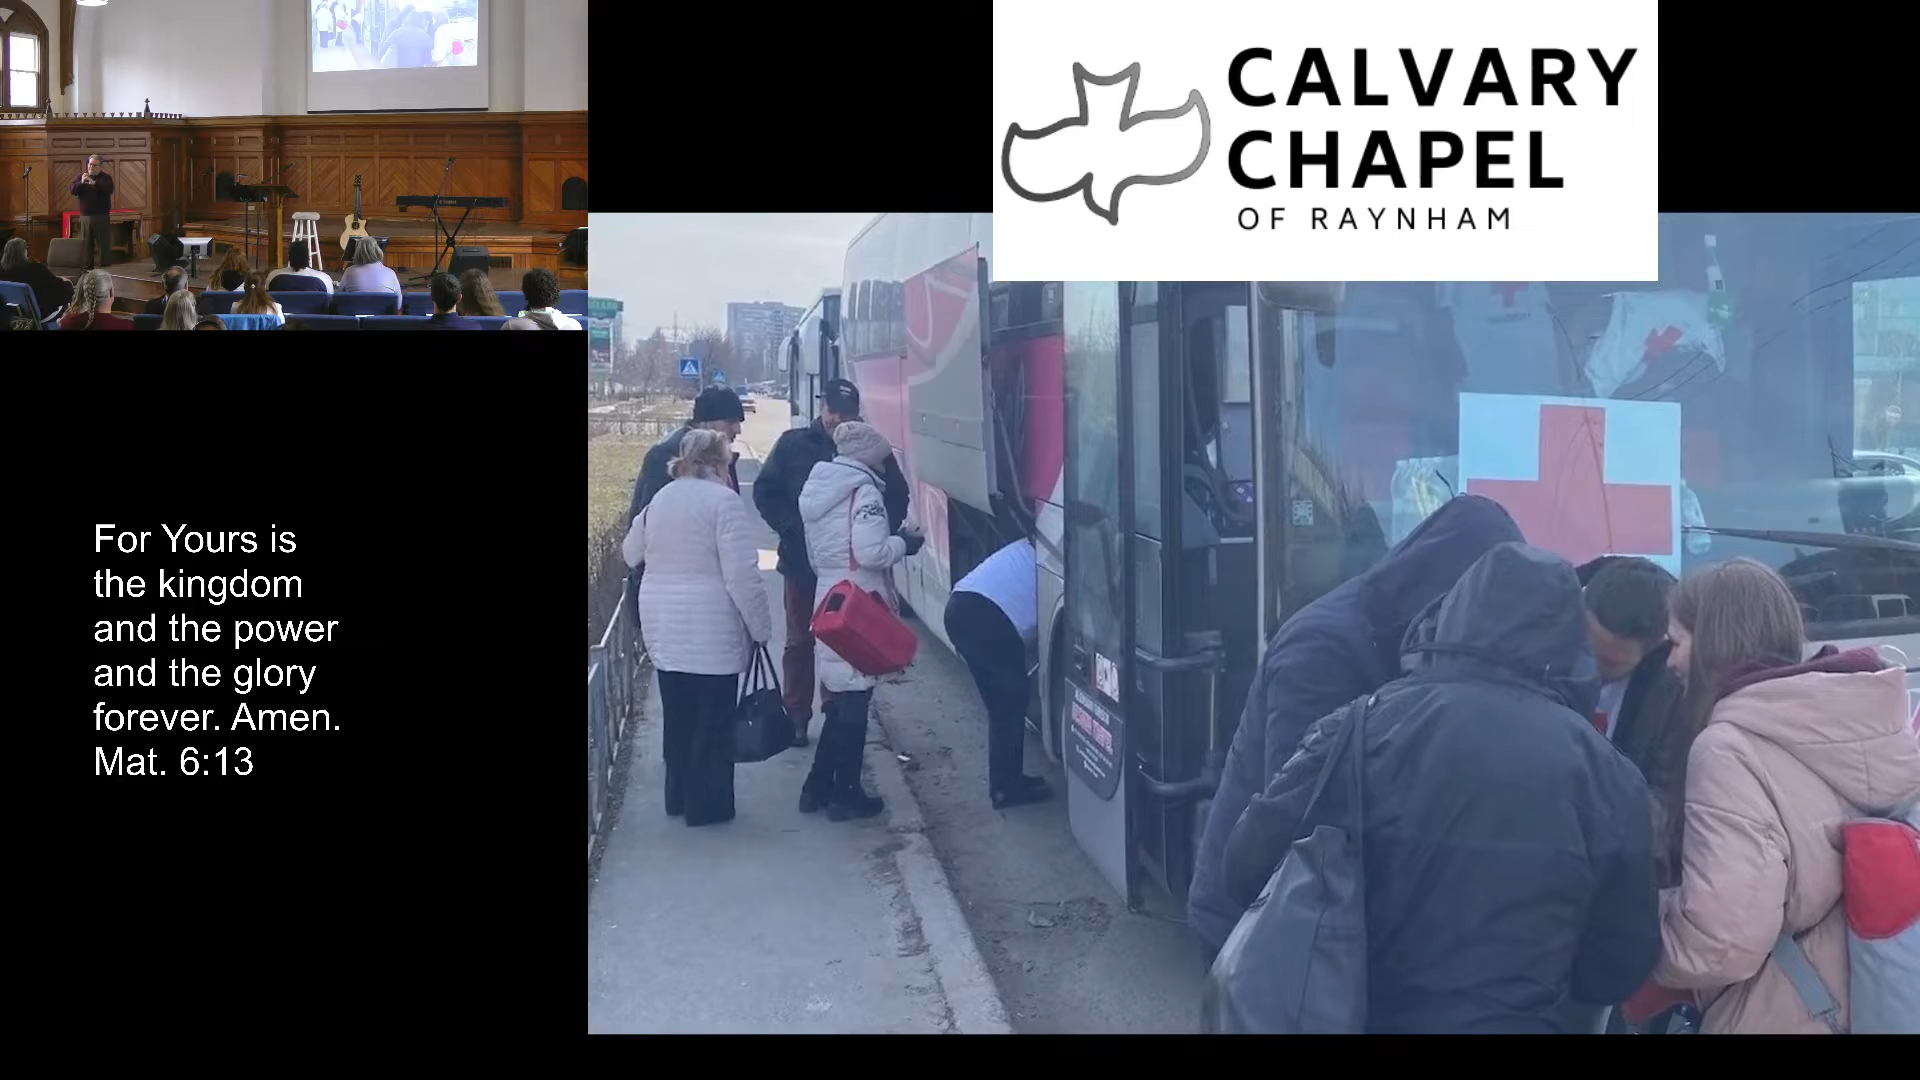 CALVARY
CHAPEL
OF RAYNHAM
For Yours is
the kingdom
and the power
and the glory
forever. Amen.
Mat. 6:13